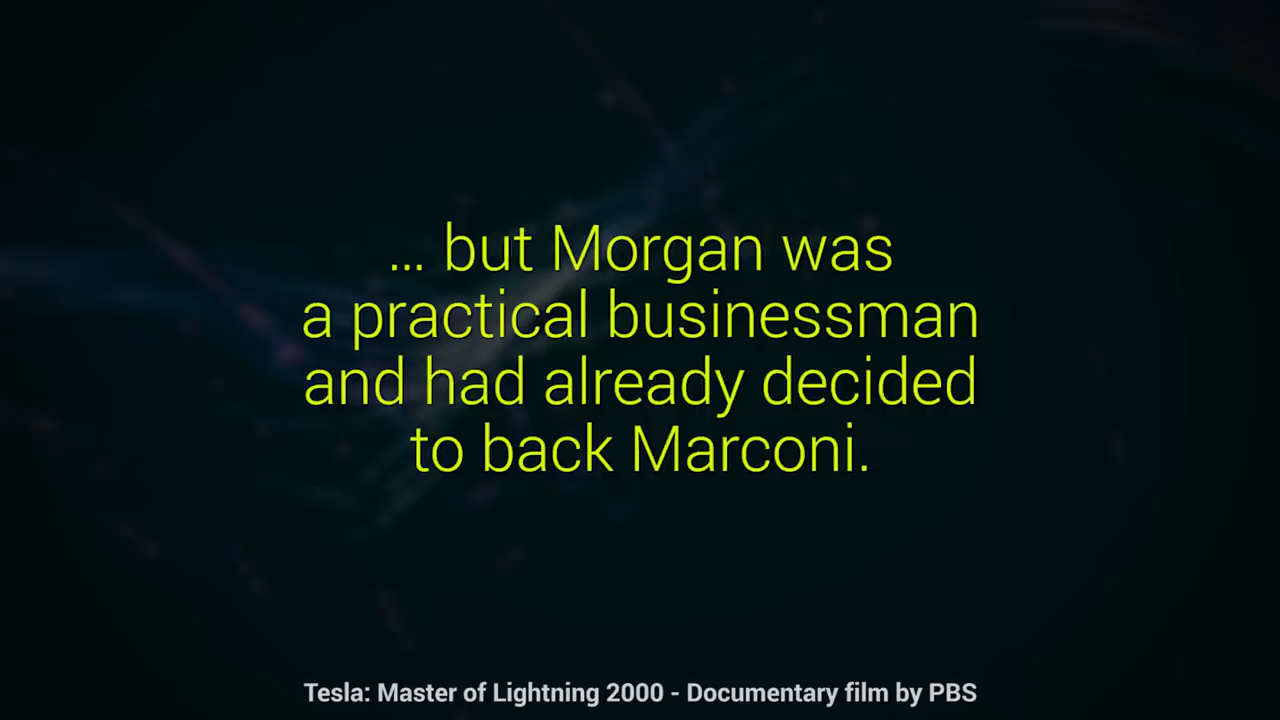 ... but Morgan was
a practical businessman
and had already decided
to back Marconi.
Tesla: Master of Lightning 2000 - Documentary film by PBS